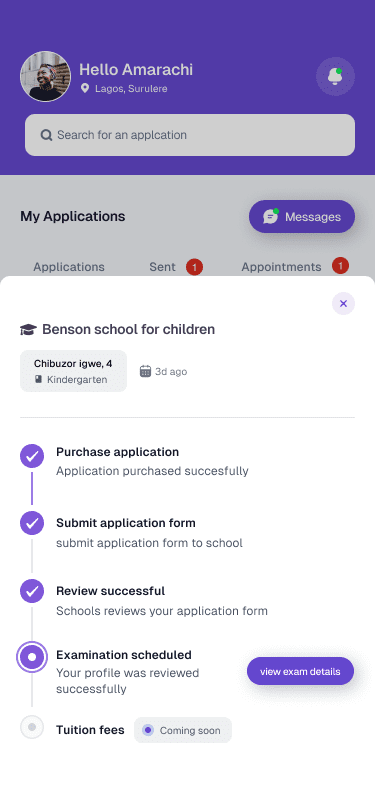 Hello Amarachi
Lagos, Surulere
Search for an applcation
My Applications
Messages
Applications
Sent
1
Appointments
1
Benson school for children
Chibuzor igwe, 4
Kindergarten
3d ago
Purchase application
Application purchased succesfully
Submit application form
submit application form to school
Review successful
Schools reviews your application form
Examination scheduled
Your profile was reviewed
successfully
view exam details
Tuition fees
Coming soon